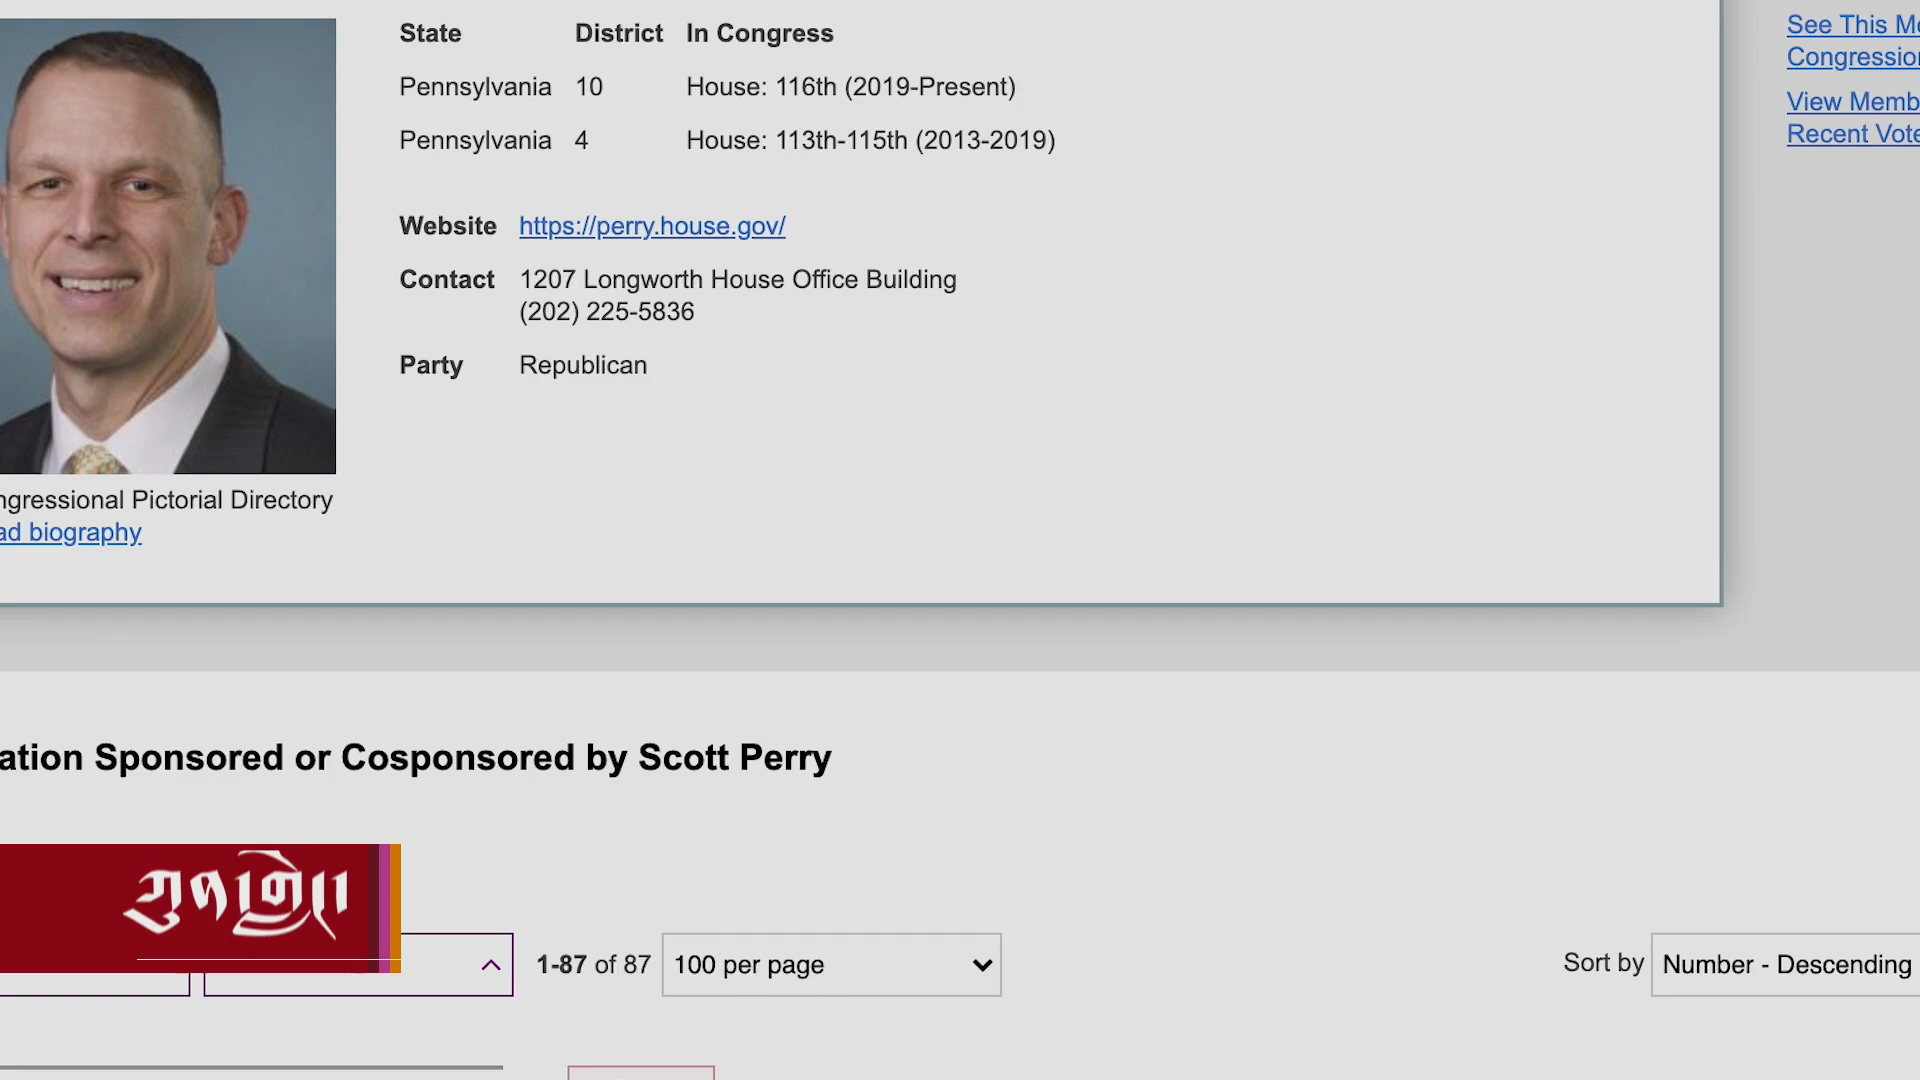 State District In Congress
Pennsylvania 10 House: 116th (2019-Present)
Pennsylvania 4 House: 113th-115th (2013-2019)
Website https://perry.house.gov/
Contact 1207 Longworth House Office Building
(202) 225-5836
Party Republican
ngressional Pictorial Directory
ad biography
See This M
Congressio
View Memb
Recent Vote
ation Sponsored or Cosponsored by Scott Perry
1-87 of 87 100 per page
Sort by Number - Descending